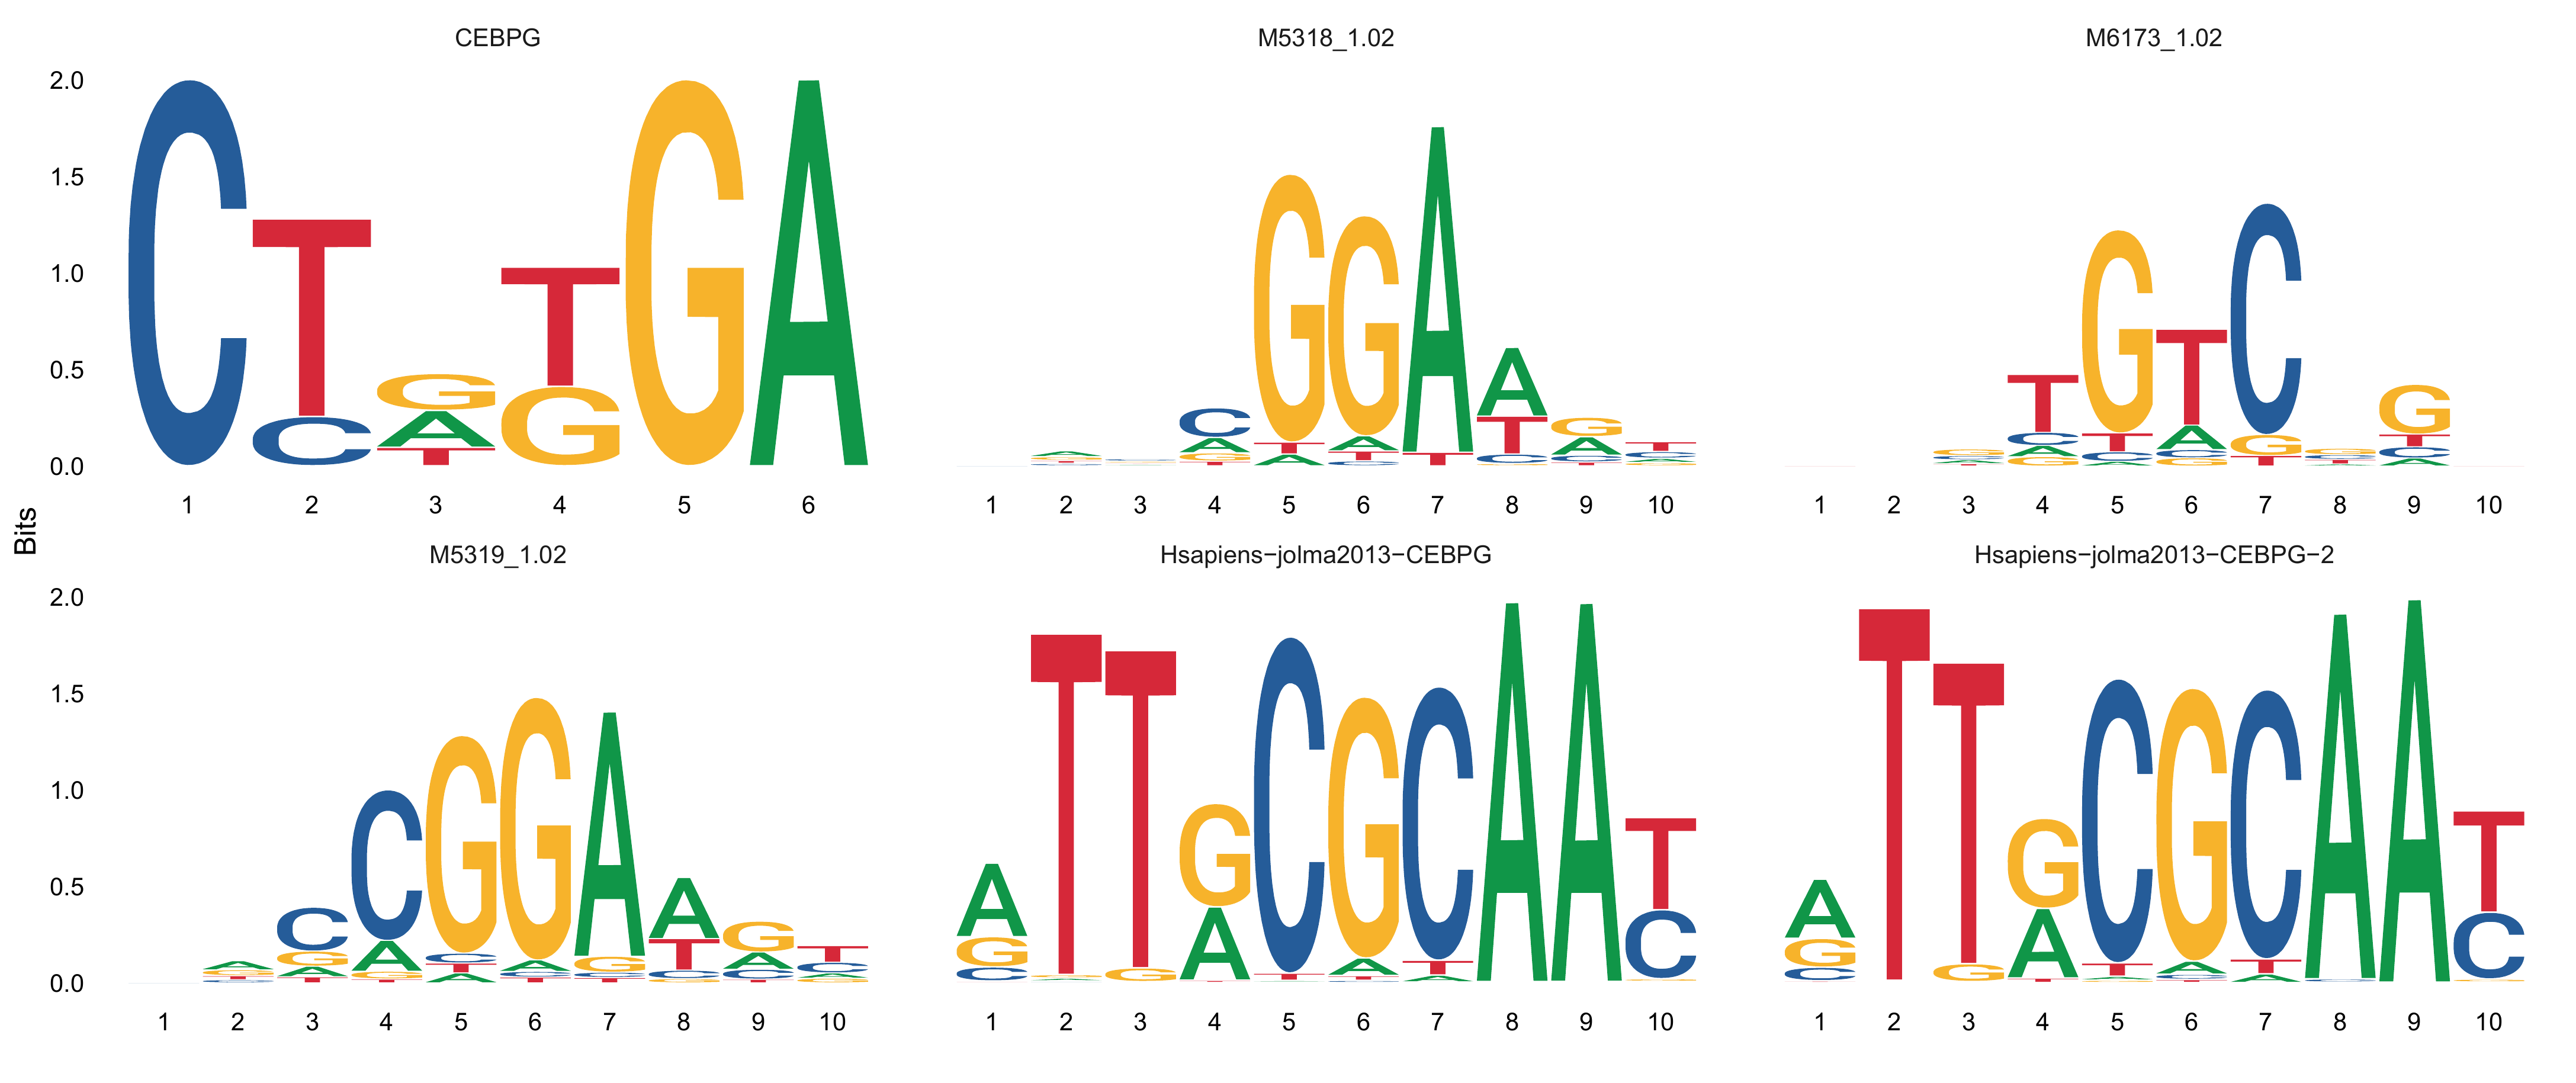 CEBPG M5318_1.02 M6173_1.02
2.0
1.5
1.0
0.5
0.0
1 2 3 4 5 6 1 2 3 4 5 6 7 8 9 10 1 2 3 4 5 6 7 8 9 10
Bits
M5319_1.02 Hsapiens−jolma2013−CEBPG Hsapiens−jolma2013−CEBPG−2
2.0
1.5
1.0
0.5
0.0
1 2 3 4 5 6 7 8 9 10 1 2 3 4 5 6 7 8 9 10 1 2 3 4 5 6 7 8 9 10